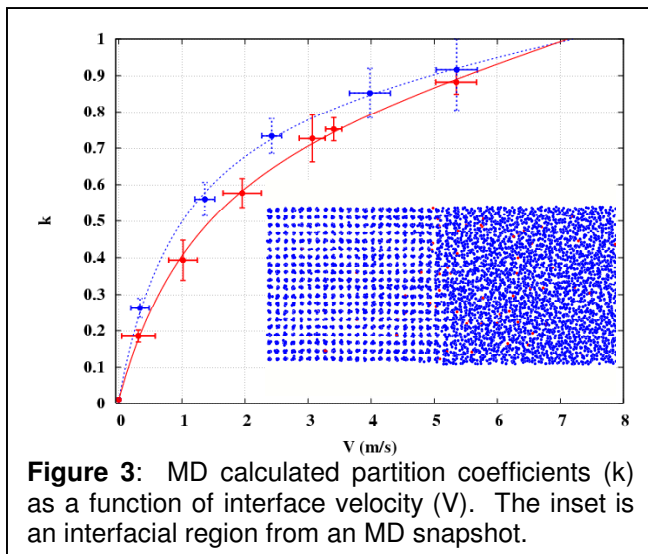 1
0.9
0.8
0.7
0.6
0.5
0.4
0.3
0.2
0.1
0
k
0 1 2 3 4 5 6 7 8
V (m/s)
Figure 3: MD calculated partition coefficients (k)
as a function of interface velocity (V). The inset is
an interfacial region from an MD snapshot.